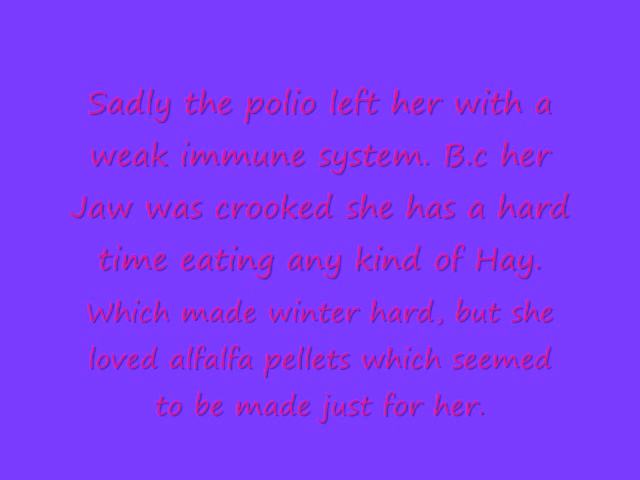 Sadly the polio left her with a
weak immune system. B.c her
Jaw was crooked she has a hard
time eating any kind of Hay.
Which made winter hard, but she
loved alfalfa pellets which seemed
to be made just for her.